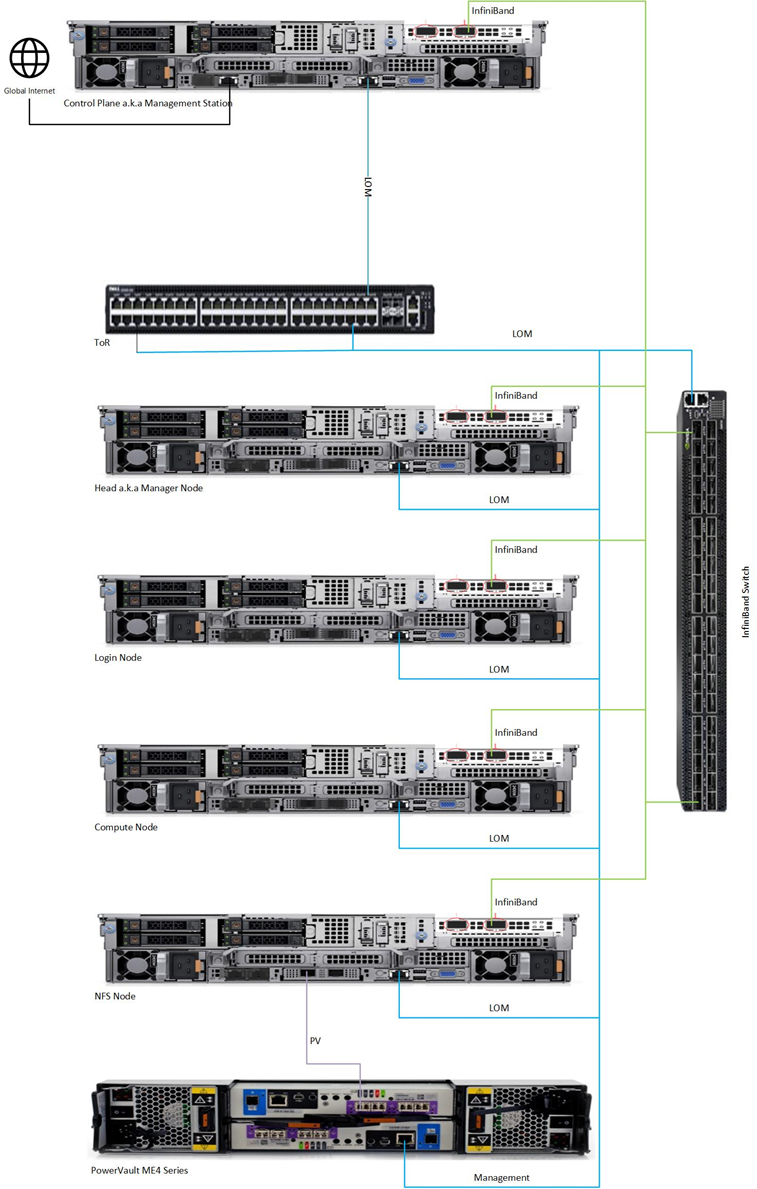 InfiniBand
Global Internet
Control Plane a.k.a Management Station
LOM
DELL
ToR
LOM
InfiniBand
Head a.k.a Manager Node
LOM
InfiniBand
InfiniBand Switch
Login Node
LOM
InfiniBand
Compute Node
LOM
InfiniBand
NFS Node
LOM
PV
PowerVault ME4 Series
Management